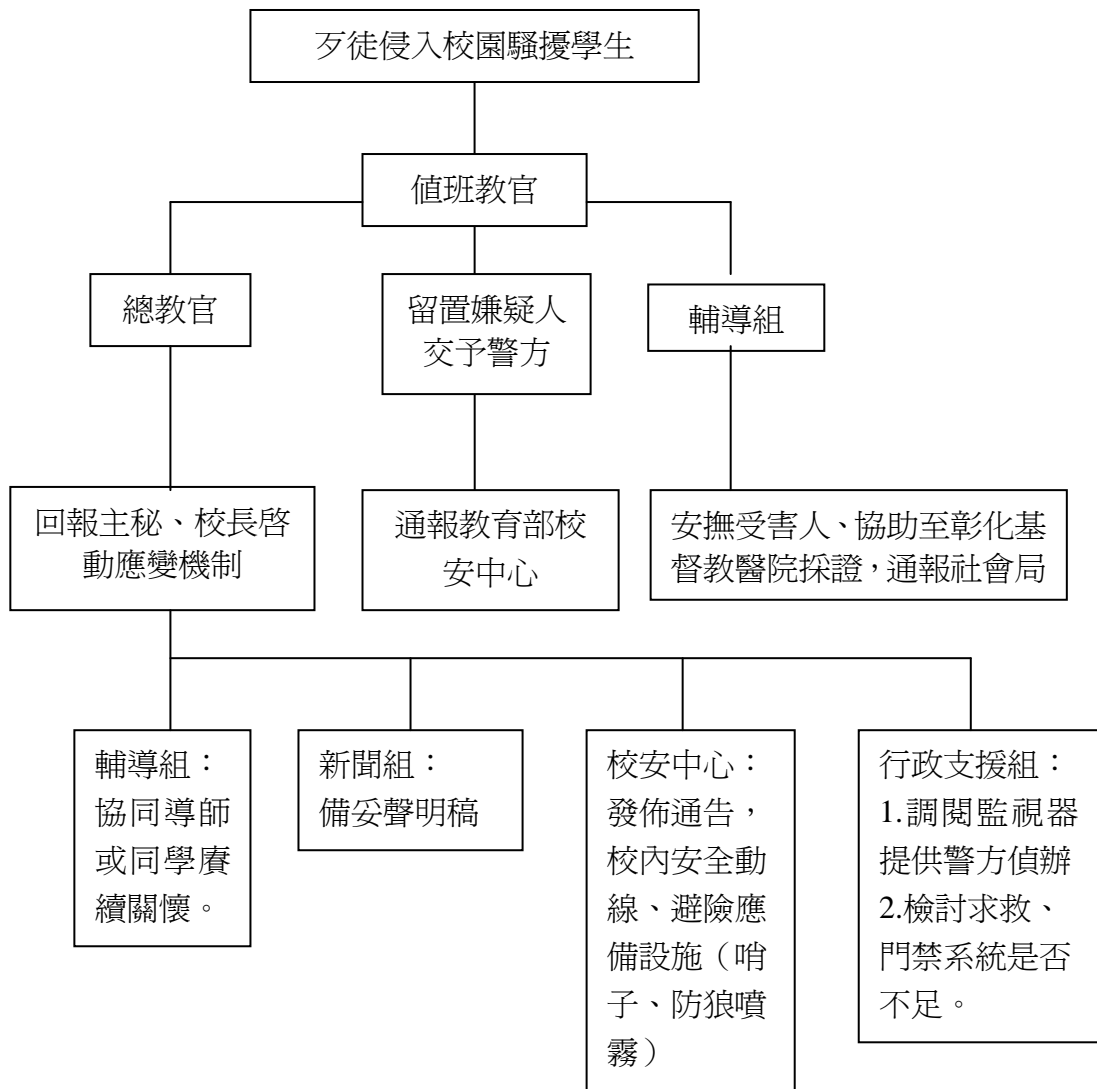 歹徒侵入校園騷擾學生
值班教官
總教官
留置嫌疑人
交予警方
輔導組
回報主秘、校長啓
動應變機制
通報教育部校
安中心
安撫受害人、協助至彰化基
督教醫院採證，通報社會局
輔導組：
協同導師
或同學賡
續關懷。
新聞組：
備妥聲明稿
校安中心：
發佈通告，
校內安全動
線、避險應
備設施（哨
子、防狼噴
霧）
行政支援組：
1.調閱監視器
提供警方偵辦
2.檢討求救、
門禁系統是否
不足。